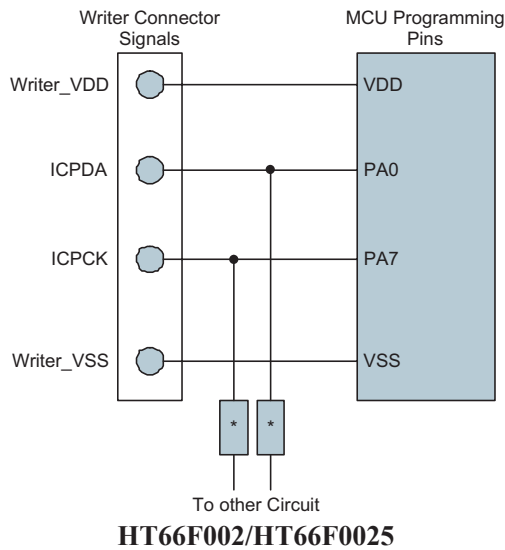 Writer Connector
Signals
MCU Programming
Pins
Writer_VDD
VDD
ICPDA
PA0
ICPCK
PA7
Writer_VSS
VSS
* *
To other Circuit
HT66F002/HT66F0025